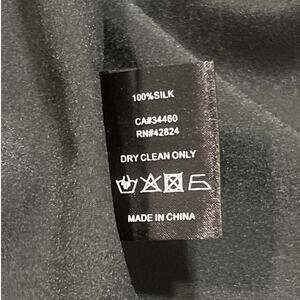 100%SILK
CA#34460
RN#42824
DRY CLEAN ONLY
MADE IN CHINA